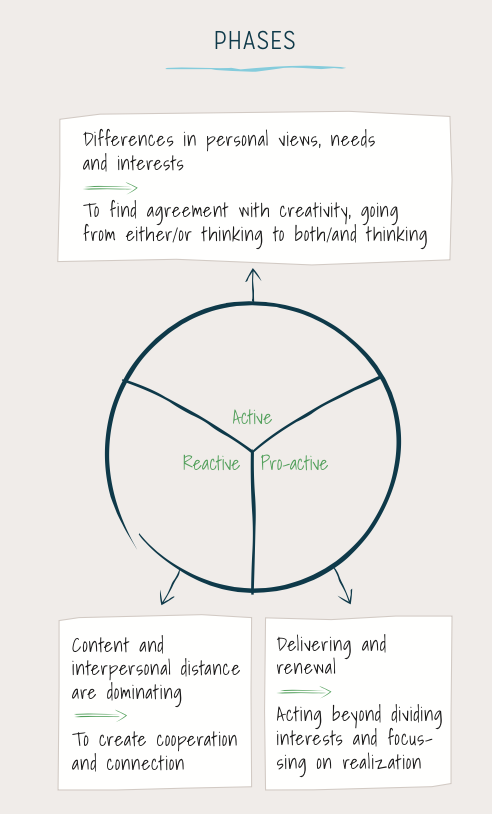 PHASES
Differences in personal views, needs
and interests
To find agreement with creativity, going
from either/or thinking to both/and thinking
Active
Reactive
Pro-active
Content and
interpersonal distance
are dominating
To create cooperation
and connection
Delivering and
renewal
Acting beyond dividing
interests and focus-
sing on realization